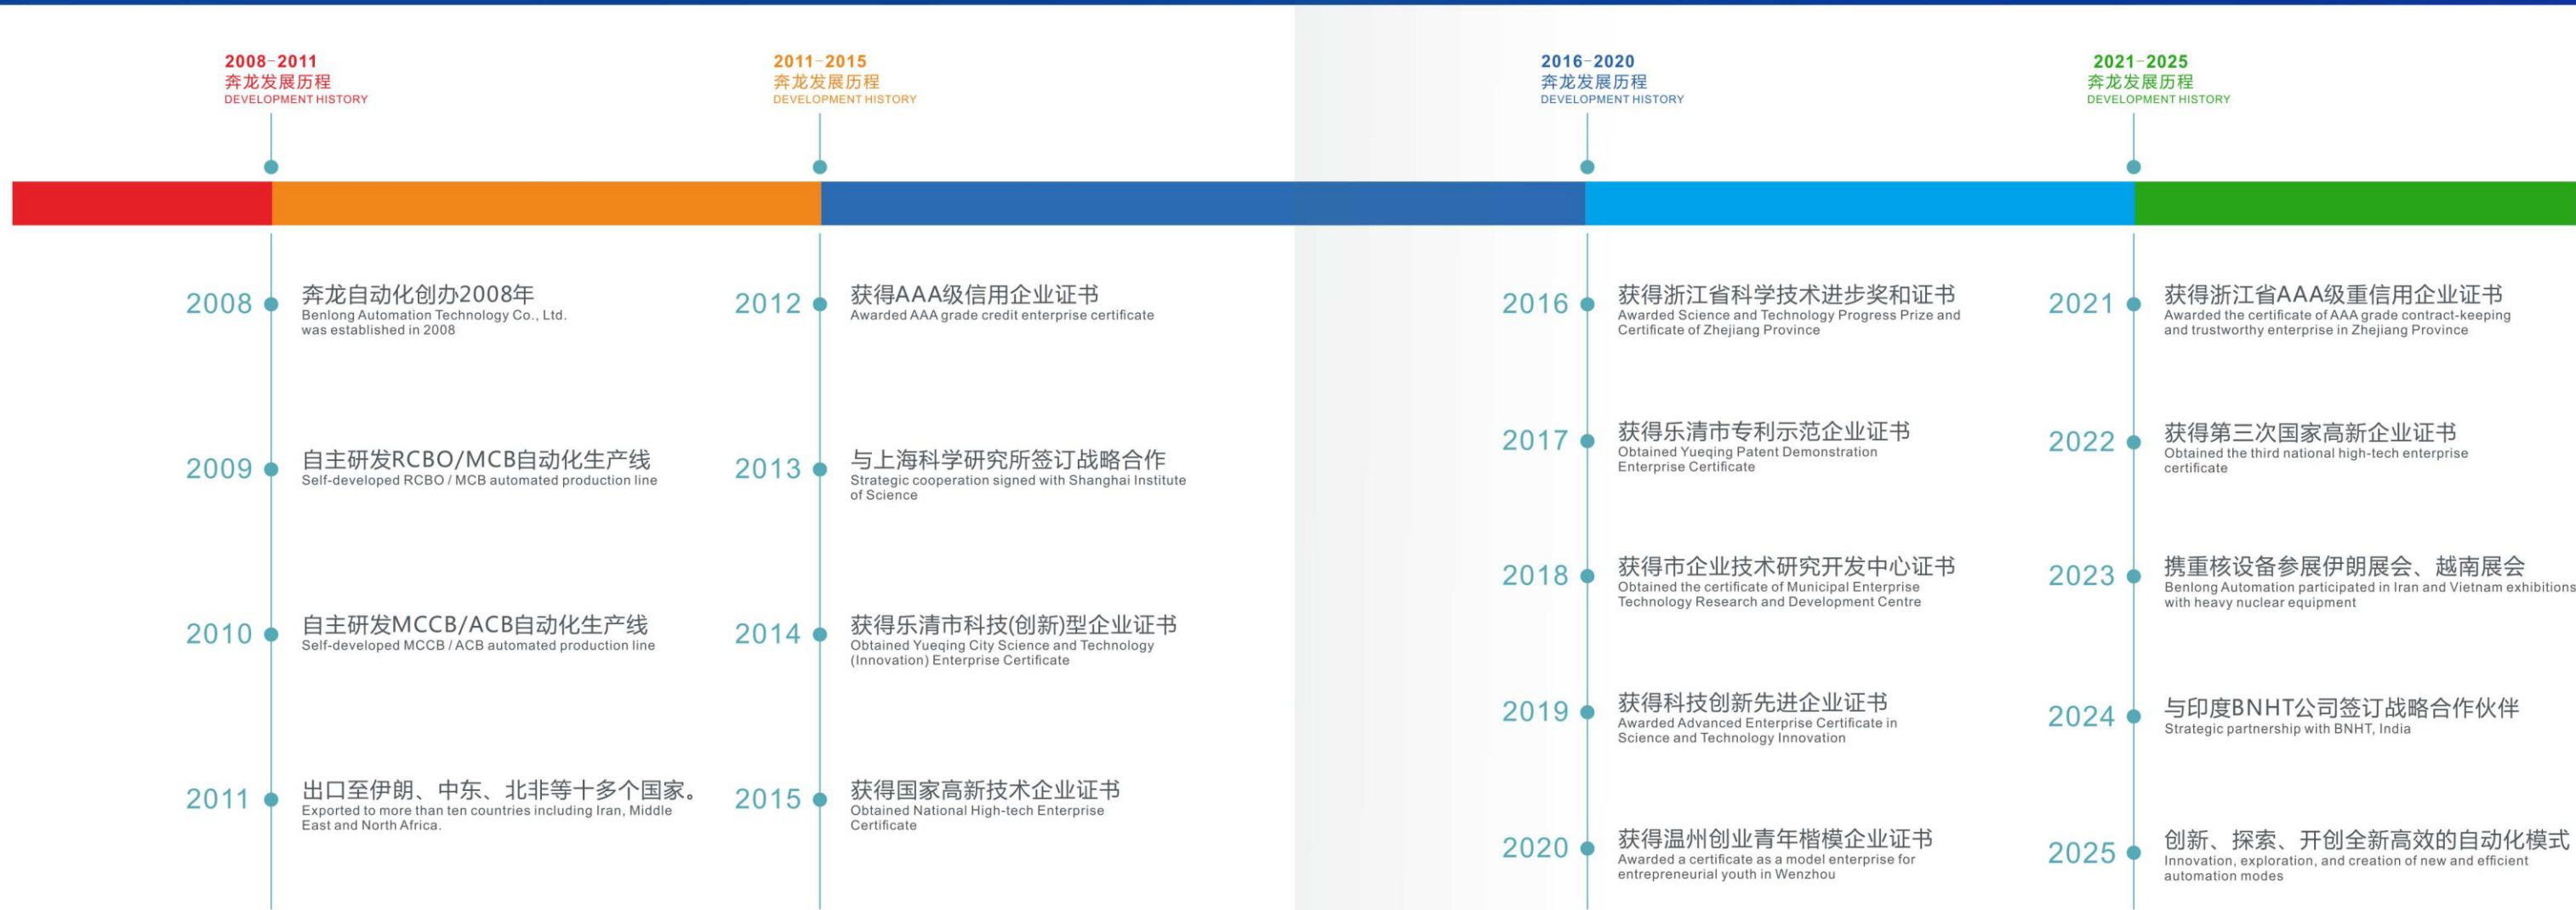 2008-2011
奔龙发展历程
DEVELOPMENT HISTORY
2008
奔龙自动化创办2008年
Benlong Automation Technology Co., Ltd.
was established in 2008
2009
自主研发RCBO/MCB自动化生产线
Self-developed RCBO / MCB automated production line
2010
自主研发MCCB/ACB自动化生产线
Self-developed MCCB / ACB automated production line
2011
出口至伊朗、中东、北非等十多个国家。
Exported to more than ten countries including Iran, Middle
East and North Africa.
2011-2015
奔龙发展历程
DEVELOPMENT HISTORY
2012
获得AAA级信用企业证书
Awarded AAA grade credit enterprise certificate
2013
与上海科学研究所签订战略合作
Strategic cooperation signed with Shanghai Institute
of Science
2014
获得乐清市科技(创新)型企业证书
Obtained Yueqing City Science and Technology
(Innovation) Enterprise Certificate
2015
获得国家高新技术企业证书
Obtained National High-tech Enterprise
Certificate
2016-2020
奔龙发展历程
DEVELOPMENT HISTORY
2016
获得浙江省科学技术进步奖和证书
Awarded Science and Technology Progress Prize and
Certificate of Zhejiang Province
2017
获得乐清市专利示范企业证书
Obtained Yueqing Patent Demonstration
Enterprise Certificate
2018
获得市企业技术研究开发中心证书
Obtained the certificate of Municipal Enterprise
Technology Research and Development Centre
2019
获得科技创新先进企业证书
Awarded Advanced Enterprise Certificate in
Science and Technology Innovation
2020
获得温州创业青年楷模企业证书
Awarded a certificate as a model enterprise for
entrepreneurial youth in Wenzhou
2021-2025
奔龙发展历程
DEVELOPMENT HISTORY
2021
获得浙江省AAA级重信用企业证书
Awarded the certificate of AAA grade contract-keeping
and trustworthy enterprise in Zhejiang Province
2022
获得第三次国家高新企业证书
Obtained the third national high-tech enterprise
certificate
2023
携重核设备参展伊朗展会、越南展会
Benlong Automation participated in Iran and Vietnam exhibitions
with heavy nuclear equipment
2024
与印度BNHT公司签订战略合作伙伴
Strategic partnership with BNHT, India
2025
创新、探索、开创全新高效的自动化模式
Innovation, exploration, and creation of new and efficient
automation modes